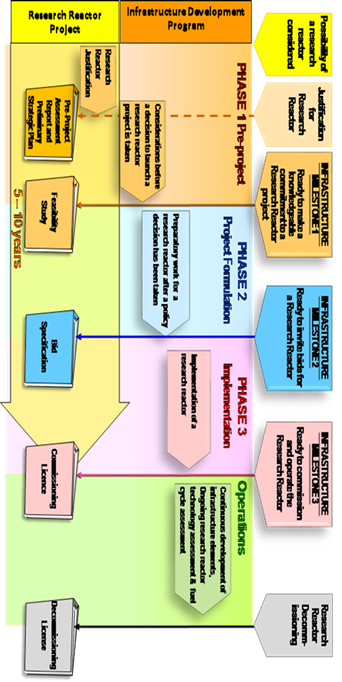 Research Reactor
Project
Infrastructure Development
Program
Possibility of
a research
reactor
considered
Justification
for
Research
Reactor
INFRASTRUCTURE
MILESTONE 1
Ready to make a
knowledgeable
commitment to a
Research Reactor
project
INFRASTRUCTURE
MILESTONE 2
Ready to invite bids for
a Research Reactor
INFRASTRUCTURE
MILESTONE 3
Ready to commission
and operate the
Research Reactor
Research
Reactor
Decomm-
issioning
PHASE 1 Pre-project
Considerations before
a decision to launch a
research reactor
project is taken
PHASE 2
Project Formulation
Preparatory work for a
research reactor after a policy
decision has been taken
PHASE 3
Implementation
Implementation of a
research reactor
Operations
Continuous development of
infrastructure elements,
Ongoing research reactor
technology assessment & fuel
cycle assessment
Research
Reactor
Justification
Pre-Project
Assessment
Report and
Preliminary
Strategic Plan
Feasibility
Study
Bid
Specification
Commissioning
Licence
Decommissioning
License
5 – 10 years